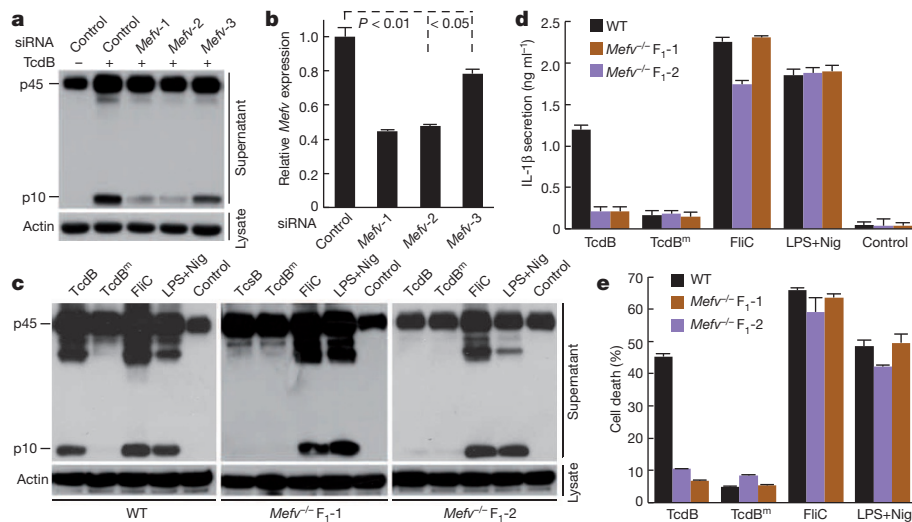 a
siRNA Control Control Mefv-1 Mefv-2 Mefv-3
TcdB – + + + +
p45
p10
Supernatant
Actin
Lysate
b
P < 0.01
< 0.05
Relative Mefv expression
1.0
0.8
0.6
0.4
0.2
0
siRNA
Control
Mefv-1
Mefv-2
Mefv-3
c
TcdB TcdBᵐ FliC LPS+Nig Control
TcsB TcdBᵐ FliC LPS+Nig Control
TcdB TcdBᵐ FliC LPS+Nig Control
p45
p10
Supernatant
Actin
Lysate
WT
Mefv⁻/⁻ F₁-1
Mefv⁻/⁻ F₁-2
d
WT
Mefv⁻/⁻ F₁-1
Mefv⁻/⁻ F₁-2
IL-1β secretion (ng ml⁻¹)
2.5
2.0
1.5
1.0
0.5
0
TcdB TcdBᵐ FliC LPS+Nig Control
e
WT
Mefv⁻/⁻ F₁-1
Mefv⁻/⁻ F₁-2
Cell death (%)
70
60
50
40
30
20
10
0
TcdB TcdBᵐ FliC LPS+Nig